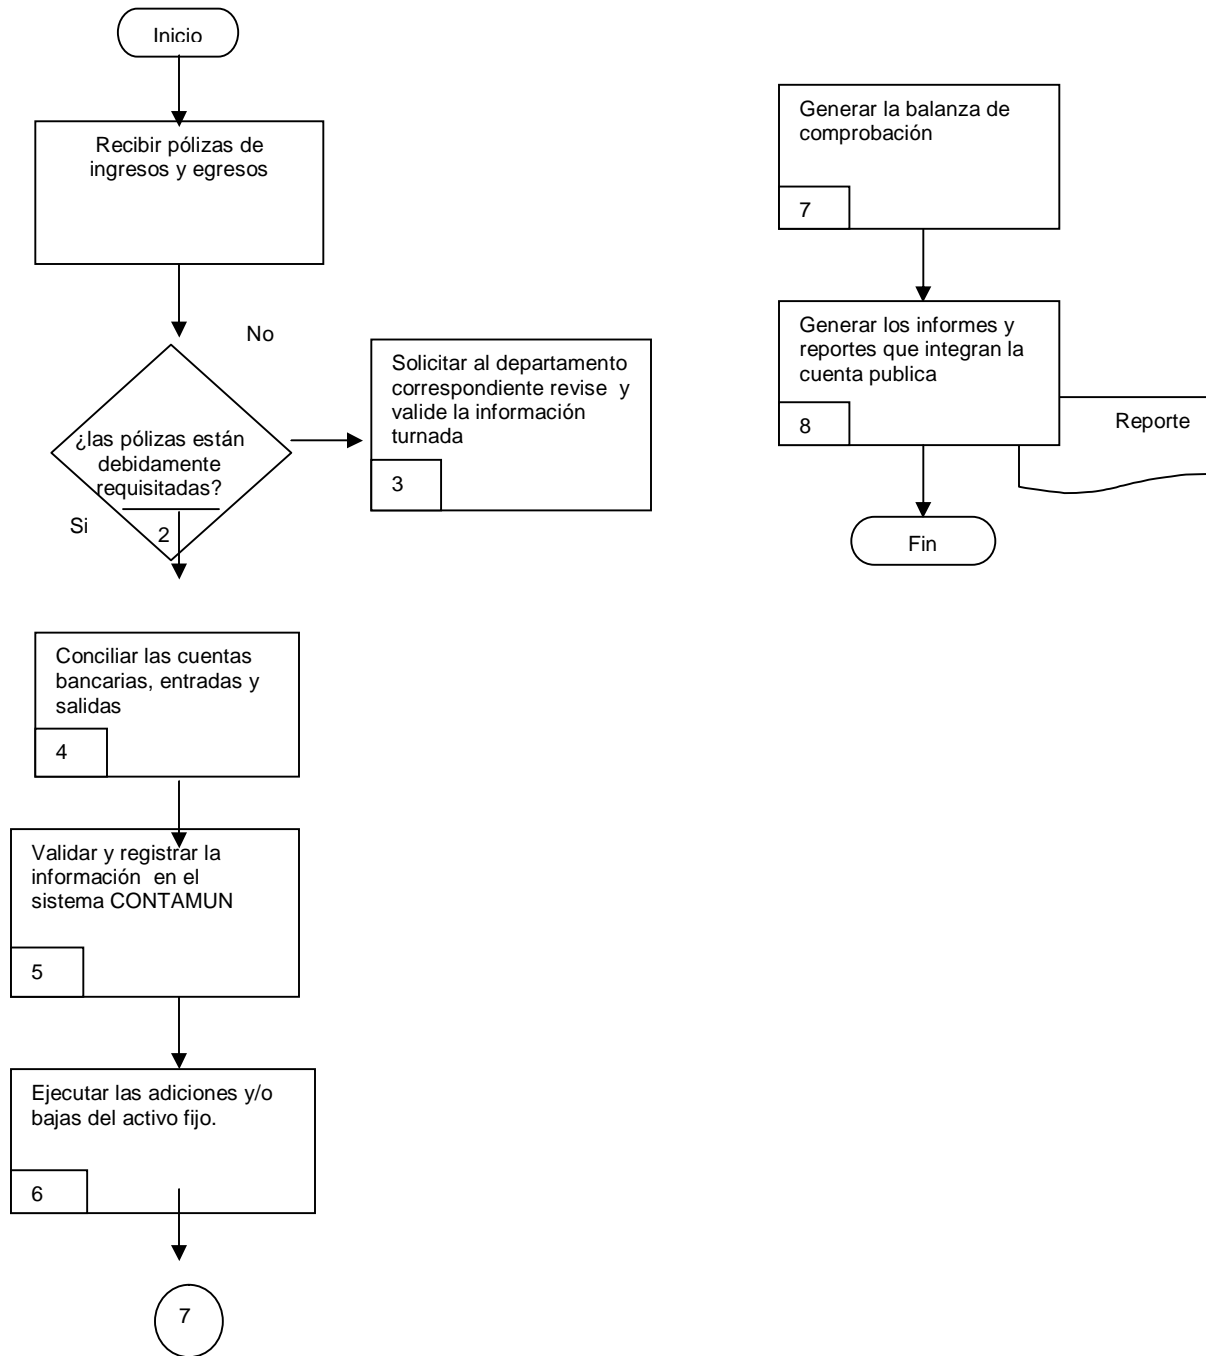 Inicio
Recibir pólizas de
ingresos y egresos
No
¿las pólizas están
debidamente
requisitadas?
Si
2
Solicitar al departamento
correspondiente revise y
valide la información
turnada
3
Conciliar las cuentas
bancarias, entradas y
salidas
4
Validar y registrar la
información en el
sistema CONTAMUN
5
Ejecutar las adiciones y/o
bajas del activo fijo.
6
7
Generar la balanza de
comprobación
7
Generar los informes y
reportes que integran la
cuenta publica
8
Reporte
Fin